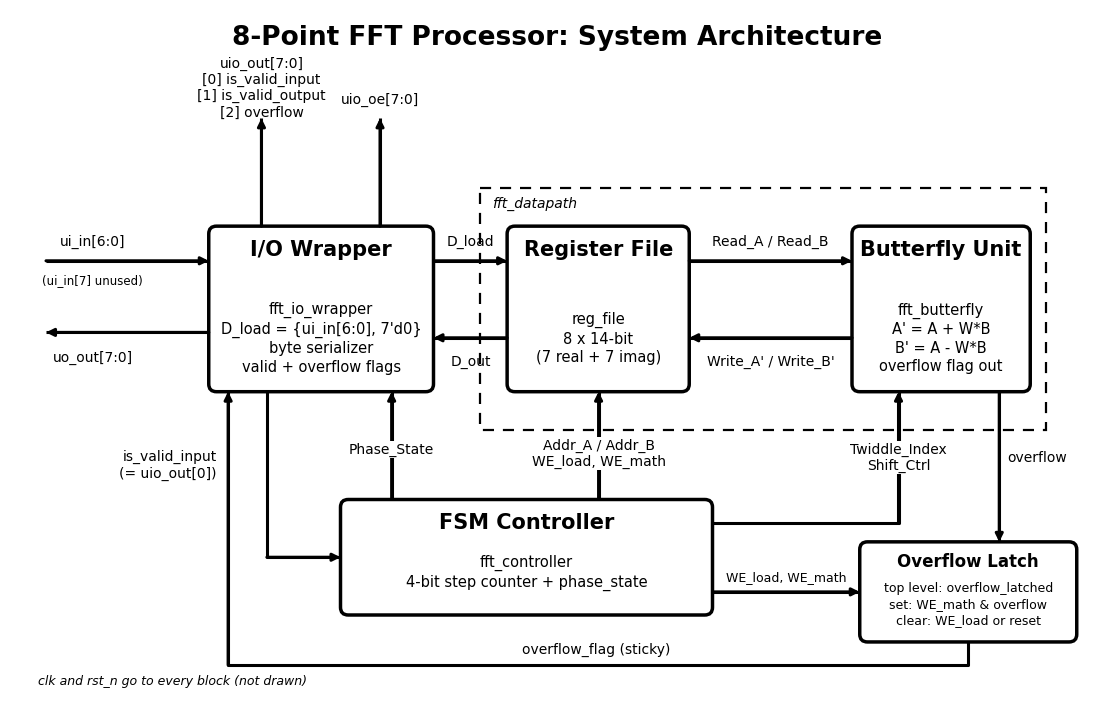 8-Point FFT Processor: System Architecture
uio_out[7:0]
[0] is_valid_input
[1] is_valid_output
[2] overflow
uio_oe[7:0]
fft_datapath
ui_in[6:0]
(ui_in[7] unused)
uo_out[7:0]
I/O Wrapper
fft_io_wrapper
D_load = {ui_in[6:0], 7'd0}
byte serializer
valid + overflow flags
D_load
D_out
Register File
reg_file
8 x 14-bit
(7 real + 7 imag)
Read_A / Read_B
Write_A' / Write_B'
Butterfly Unit
fft_butterfly
A' = A + W*B
B' = A - W*B
overflow flag out
is_valid_input
(= uio_out[0])
Phase_State
Addr_A / Addr_B
WE_load, WE_math
Twiddle_Index
Shift_Ctrl
overflow
FSM Controller
fft_controller
4-bit step counter + phase_state
WE_load, WE_math
Overflow Latch
top level: overflow_latched
set: WE_math & overflow
clear: WE_load or reset
overflow_flag (sticky)
clk and rst_n go to every block (not drawn)